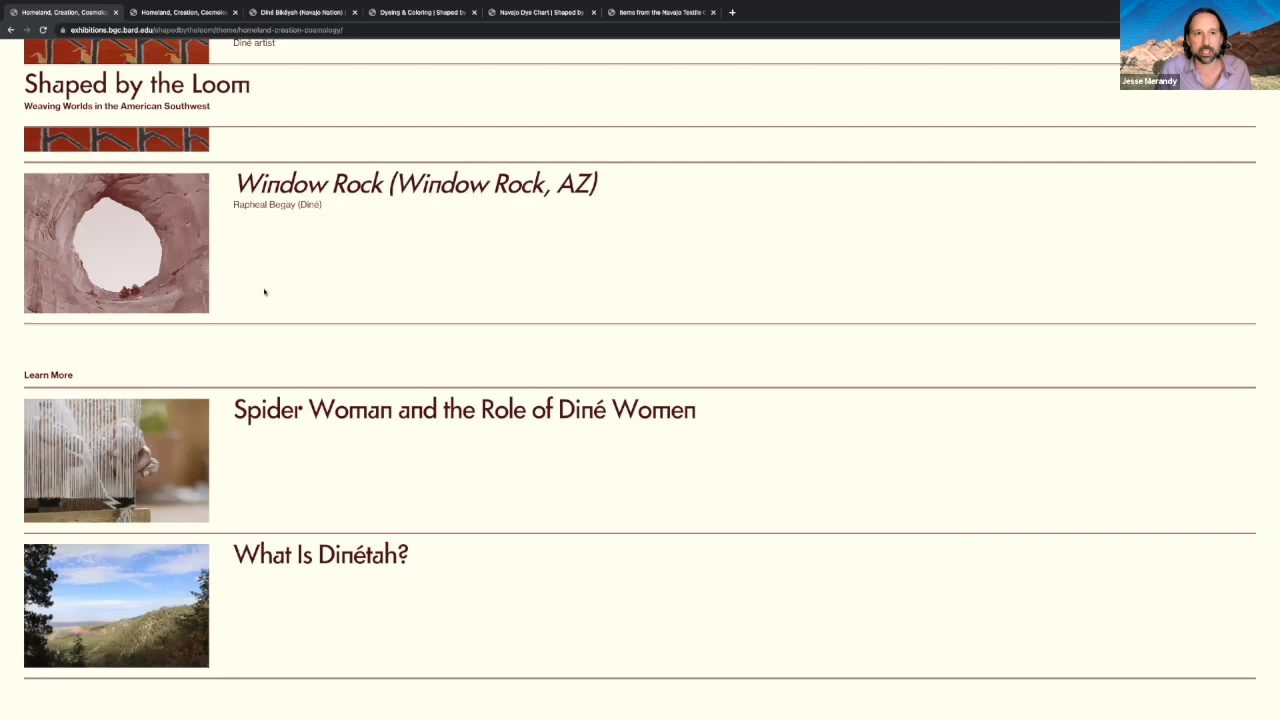 Homeland, Creation, Cosmolo
Homeland, Creation, Cosmolo
Diné Bikéyah (Navajo Nation) |
Dyeing & Coloring | Shaped by
Navajo Dye Chart | Shaped by
Items from the Navajo Textile
exhibitions.bgc.bard.edu/shapedbytheloom/theme/homeland-creation-cosmology/
Diné artist
Jesse Merandy
Shaped by the Loom
Weaving Worlds in the American Southwest
Window Rock (Window Rock, AZ)
Rapheal Begay (Diné)
Learn More
Spider Woman and the Role of Diné Women
What Is Dinétah?